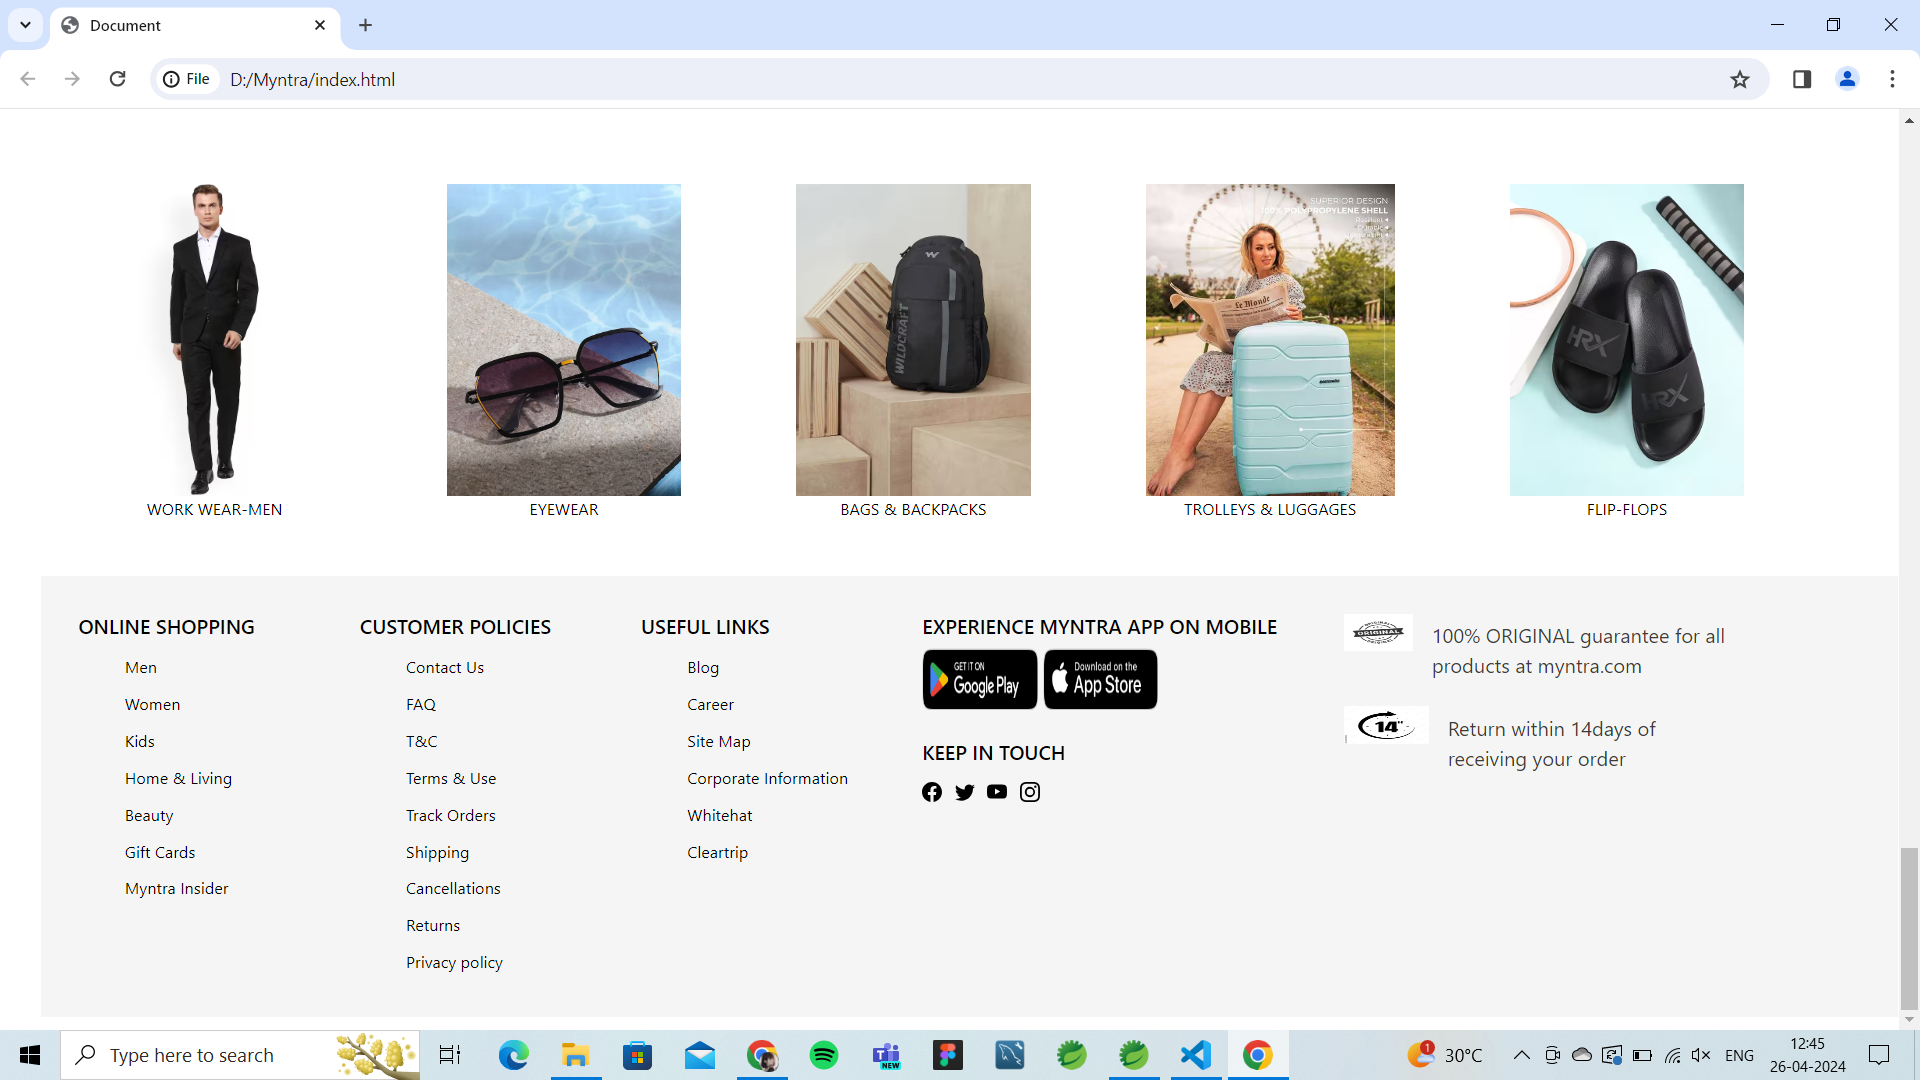 Document
File
D:/Myntra/index.html
SUPERIOR DESIGN
100% POLYPROPYLENE SHELL
Le Monde
WILDCRAFT
HRX
HRX
WORK WEAR-MEN
EYEWEAR
BAGS & BACKPACKS
TROLLEYS & LUGGAGES
FLIP-FLOPS
ONLINE SHOPPING
Men
Women
Kids
Home & Living
Beauty
Gift Cards
Myntra Insider
CUSTOMER POLICIES
Contact Us
FAQ
T&C
Terms & Use
Track Orders
Shipping
Cancellations
Returns
Privacy policy
USEFUL LINKS
Blog
Career
Site Map
Corporate Information
Whitehat
Cleartrip
EXPERIENCE MYNTRA APP ON MOBILE
GET IT ON
Google Play
Download on the
App Store
KEEP IN TOUCH
ORIGINAL
100% ORIGINAL guarantee for all
products at myntra.com
14
Return within 14days of
receiving your order
Type here to search
NEW
1
30°C
ENG
12:45
26-04-2024